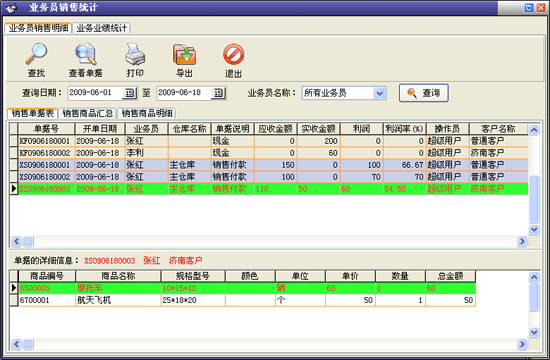 业务员销售统计
业务员销售明细 业务业绩统计
查找 查看单据 打印 导出 退出
查询日期： 2009-06-01 至 2009-06-18 业务员名称： 所有业务员 查询
销售单据表 销售商品汇总 销售商品明细
单据号 开单日期 业务员 仓库名称 单据说明 应收金额 实收金额 利润 利润率(%) 操作员 客户名称
KF0906180001 2009-06-18 张红 现金 0 200 0 0 超级用户 普通客户
KF0906180002 2009-06-18 李利 现金 0 60 0 0 超级用户 济南客户
XS0906180001 2009-06-18 张红 主仓库 销售付款 150 0 100 66.67 超级用户 普通客户
XS0906180002 2009-06-18 张红 主仓库 销售付款 100 0 70 70 超级用户 普通客户
XS0906180003 2009-06-18 张红 主仓库 销售付款 110 50 60 54.55 超级用户 济南客户
单据的详细信息： XS0906180003 张红 济南客户
商品编号 商品名称 规格型号 颜色 单位 单价 数量 总金额
6500003 摩托车 10*15*12 辆 60 1 60
6700001 航天飞机 25*18*20 个 50 1 50